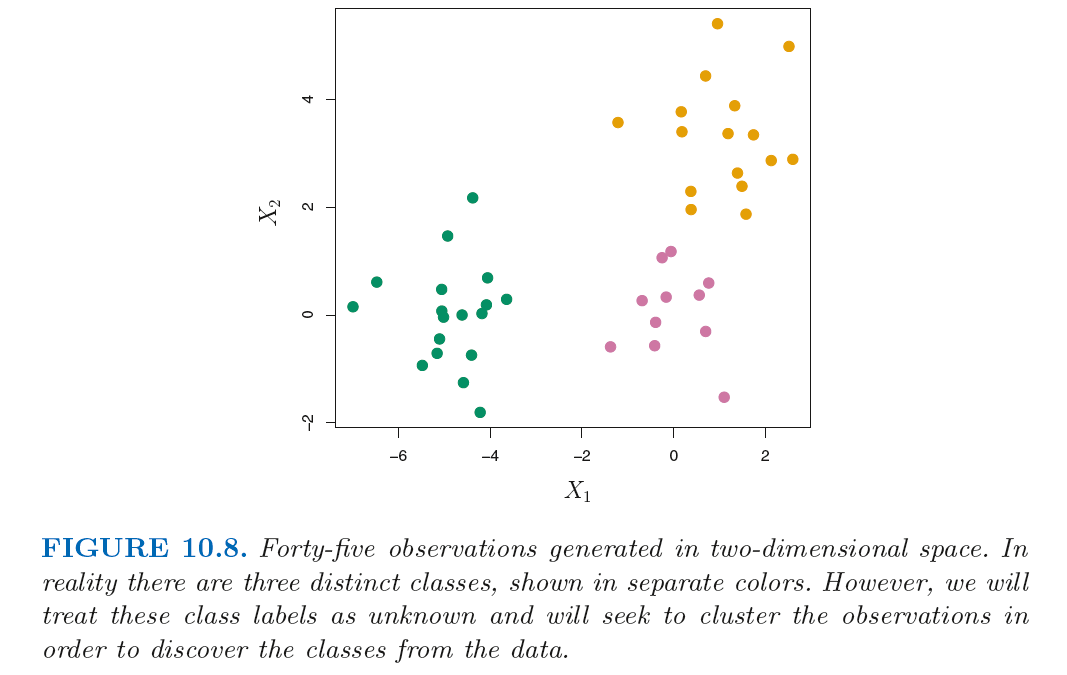 4
2
0
−2
X2
−6
−4
−2
0
2
X1
FIGURE 10.8. Forty-five observations generated in two-dimensional space. In
reality there are three distinct classes, shown in separate colors. However, we will
treat these class labels as unknown and will seek to cluster the observations in
order to discover the classes from the data.